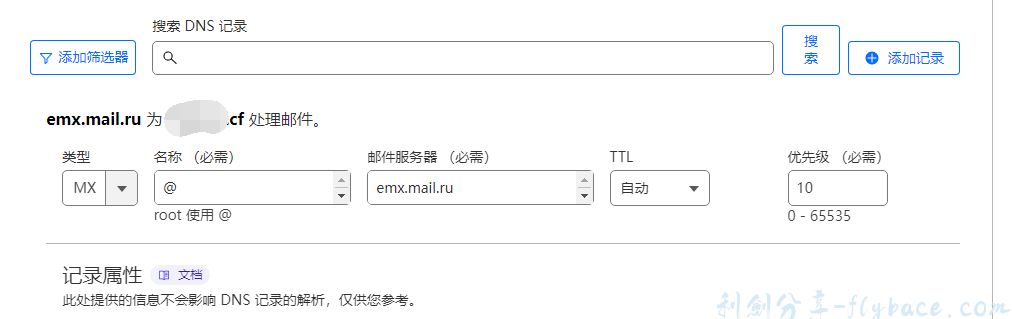 搜索 DNS 记录
添加筛选器
搜索
添加记录
emx.mail.ru 为 .cf 处理邮件。
类型 名称 （必需） 邮件服务器 （必需） TTL 优先级 （必需）
MX @ emx.mail.ru 自动 10
root 使用 @ 0 - 65535
记录属性 文档
此处提供的信息不会影响 DNS 记录的解析，仅供您参考。
利剑分享-flybace.com